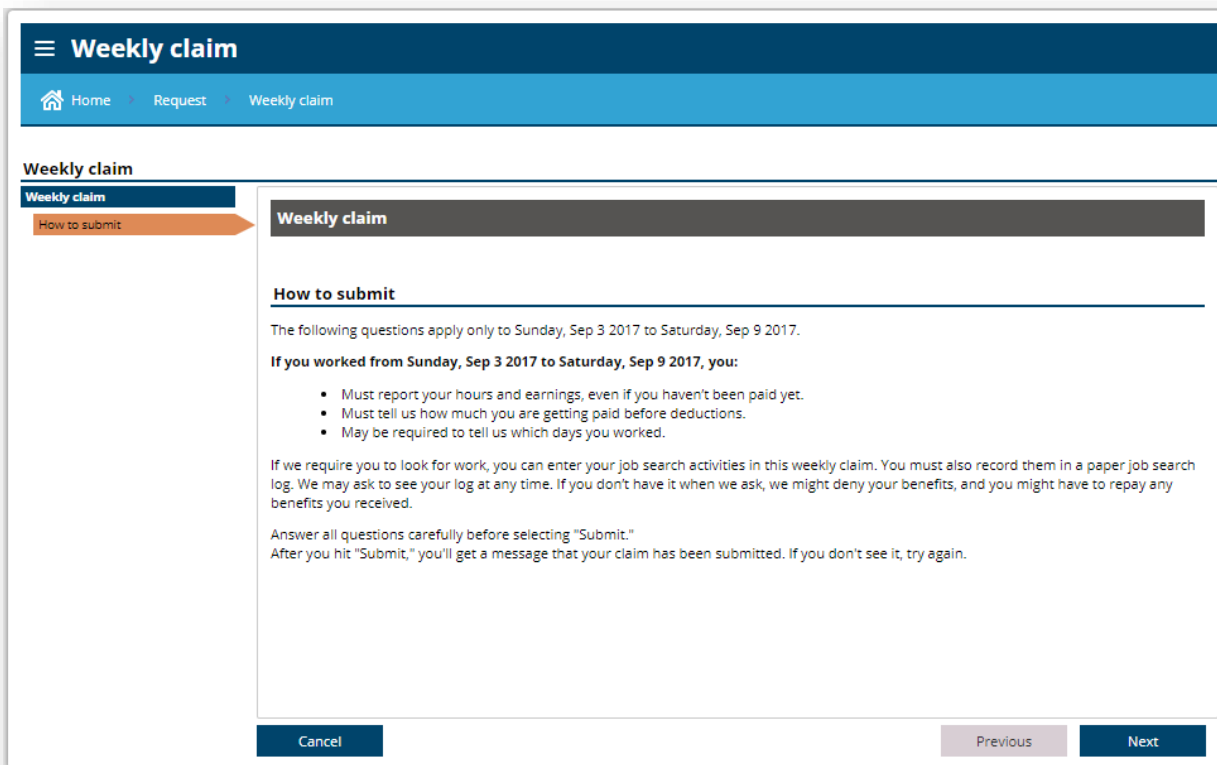 Weekly claim
Home Request Weekly claim
Weekly claim
Weekly claim
How to submit
Weekly claim
How to submit
The following questions apply only to Sunday, Sep 3 2017 to Saturday, Sep 9 2017.
If you worked from Sunday, Sep 3 2017 to Saturday, Sep 9 2017, you:
• Must report your hours and earnings, even if you haven't been paid yet.
• Must tell us how much you are getting paid before deductions.
• May be required to tell us which days you worked.
If we require you to look for work, you can enter your job search activities in this weekly claim. You must also record them in a paper job search
log. We may ask to see your log at any time. If you don't have it when we ask, we might deny your benefits, and you might have to repay any
benefits you received.
Answer all questions carefully before selecting "Submit."
After you hit "Submit," you'll get a message that your claim has been submitted. If you don't see it, try again.
Cancel Previous Next